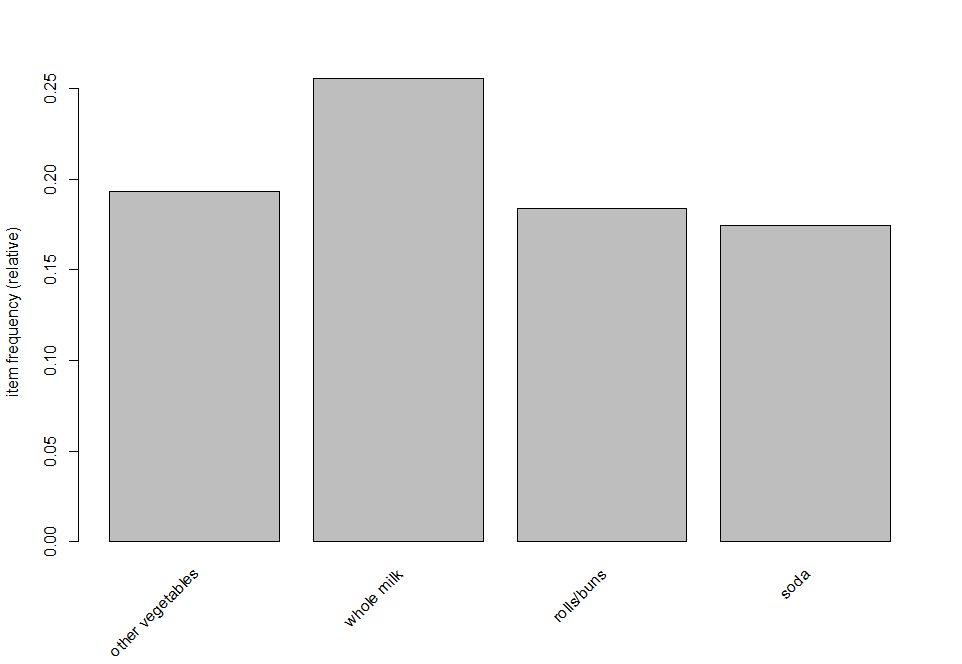 item frequency (relative)
0.25
0.20
0.15
0.10
0.05
0.00
other vegetables
whole milk
rolls/buns
soda